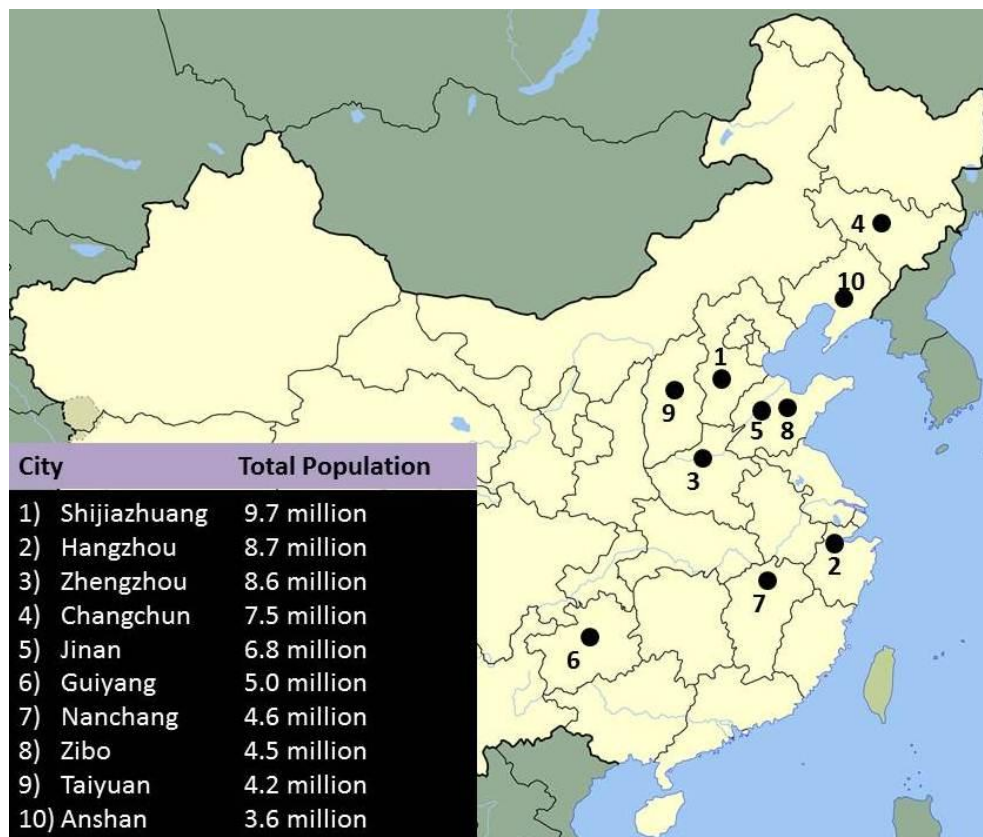 4
10
1
9
5 8
3
2
7
6
City Total Population
1) Shijiazhuang 9.7 million
2) Hangzhou 8.7 million
3) Zhengzhou 8.6 million
4) Changchun 7.5 million
5) Jinan 6.8 million
6) Guiyang 5.0 million
7) Nanchang 4.6 million
8) Zibo 4.5 million
9) Taiyuan 4.2 million
10) Anshan 3.6 million